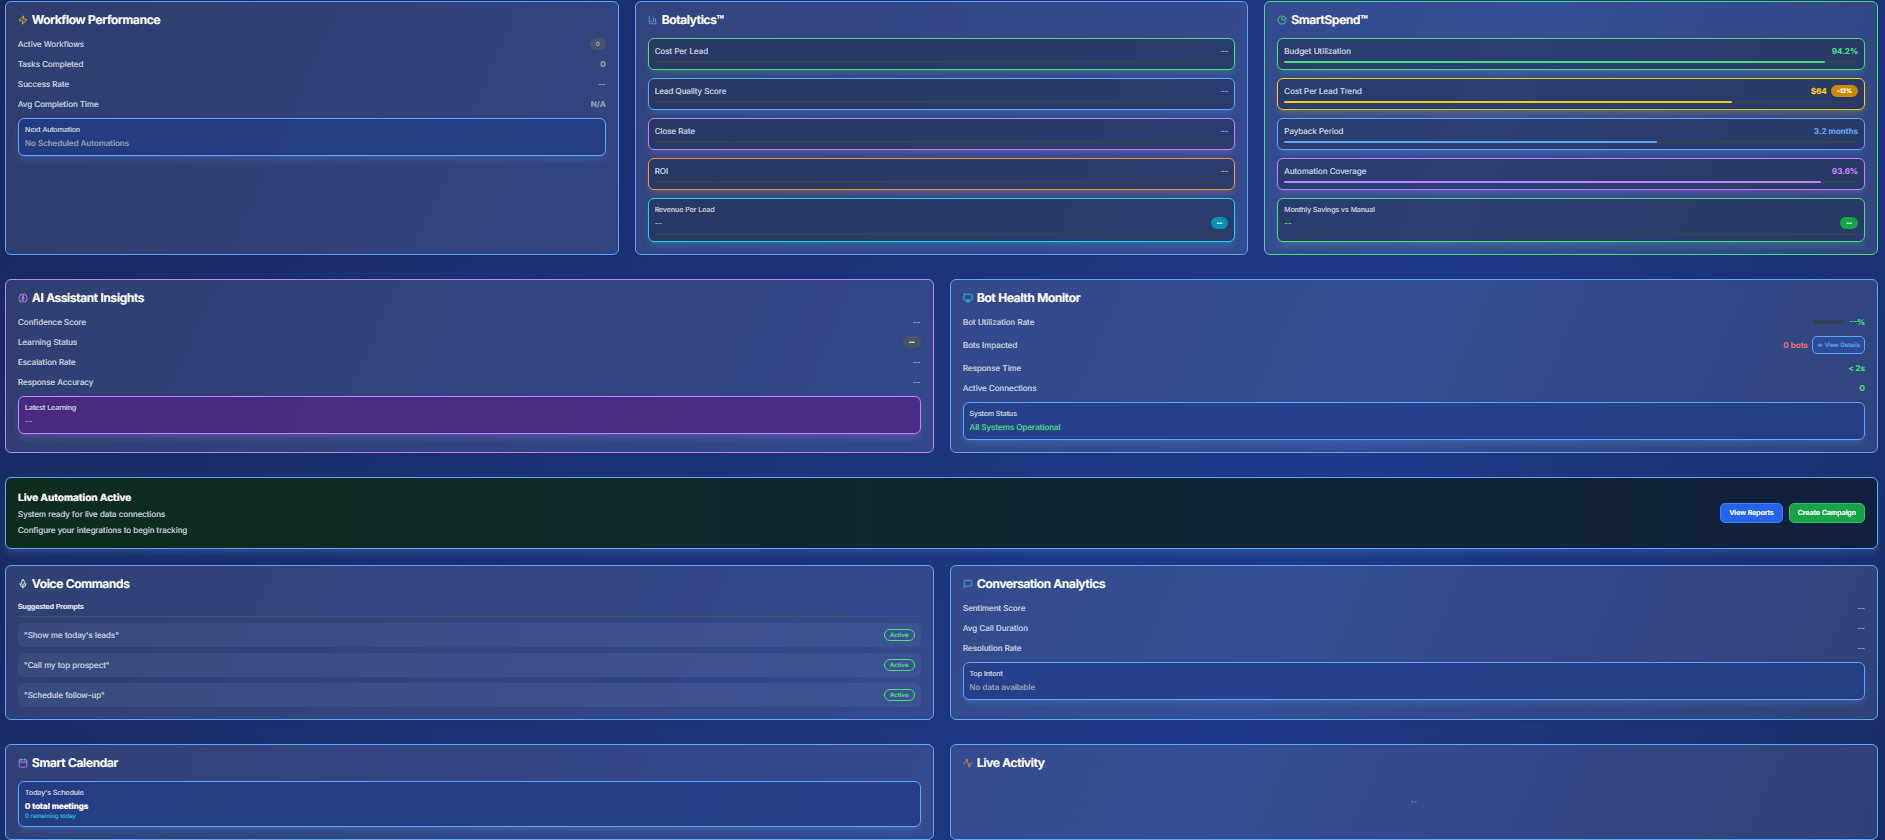 Workflow Performance
Active Workflows 0
Tasks Completed 0
Success Rate --
Avg Completion Time N/A
Next Automation
No Scheduled Automations
Botalytics™
Cost Per Lead --
Lead Quality Score --
Close Rate --
ROI --
Revenue Per Lead
-- --
SmartSpend™
Budget Utilization 94.2%
Cost Per Lead Trend $64 -12%
Payback Period 3.2 months
Automation Coverage 93.6%
Monthly Savings vs Manual
-- --
AI Assistant Insights
Confidence Score --
Learning Status --
Escalation Rate --
Response Accuracy --
Latest Learning
--
Bot Health Monitor
Bot Utilization Rate --%
Bots Impacted 0 bots View Details
Response Time < 2s
Active Connections 0
System Status
All Systems Operational
Live Automation Active
System ready for live data connections
Configure your integrations to begin tracking
View Reports Create Campaign
Voice Commands
Suggested Prompts
"Show me today's leads" Active
"Call my top prospect" Active
"Schedule follow-up" Active
Conversation Analytics
Sentiment Score --
Avg Call Duration --
Resolution Rate --
Top Intent
No data available
Smart Calendar
Today's Schedule
0 total meetings
0 remaining today
Live Activity
--